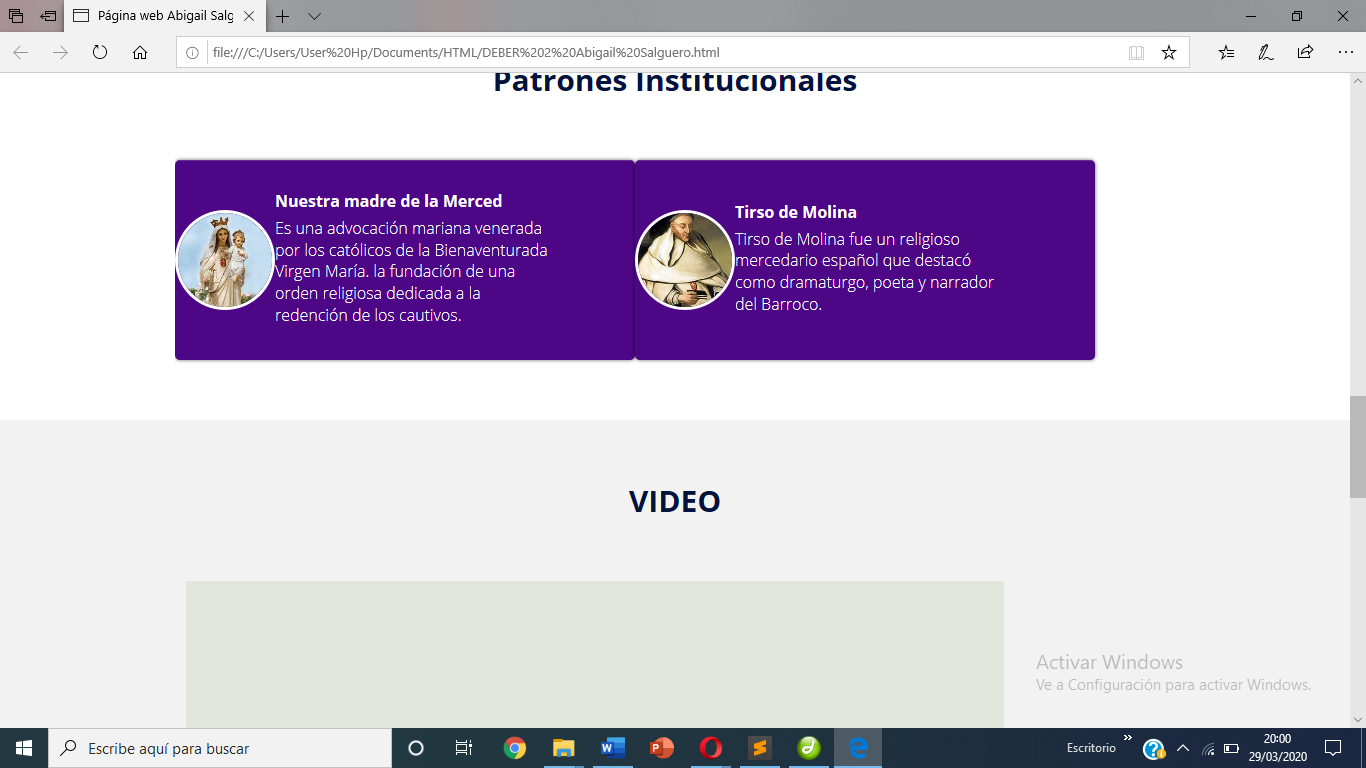 Página web Abigail Salg
file:///C:/Users/User%20Hp/Documents/HTML/DEBER%202%20Abigail%20Salguero.html
Patrones Institucionales
Nuestra madre de la Merced
Es una advocación mariana venerada
por los católicos de la Bienaventurada
Virgen María. la fundación de una
orden religiosa dedicada a la
redención de los cautivos.
Tirso de Molina
Tirso de Molina fue un religioso
mercedario español que destacó
como dramaturgo, poeta y narrador
del Barroco.
VIDEO
Activar Windows
Ve a Configuración para activar Windows.
Escribe aquí para buscar
Escritorio
20:00
29/03/2020